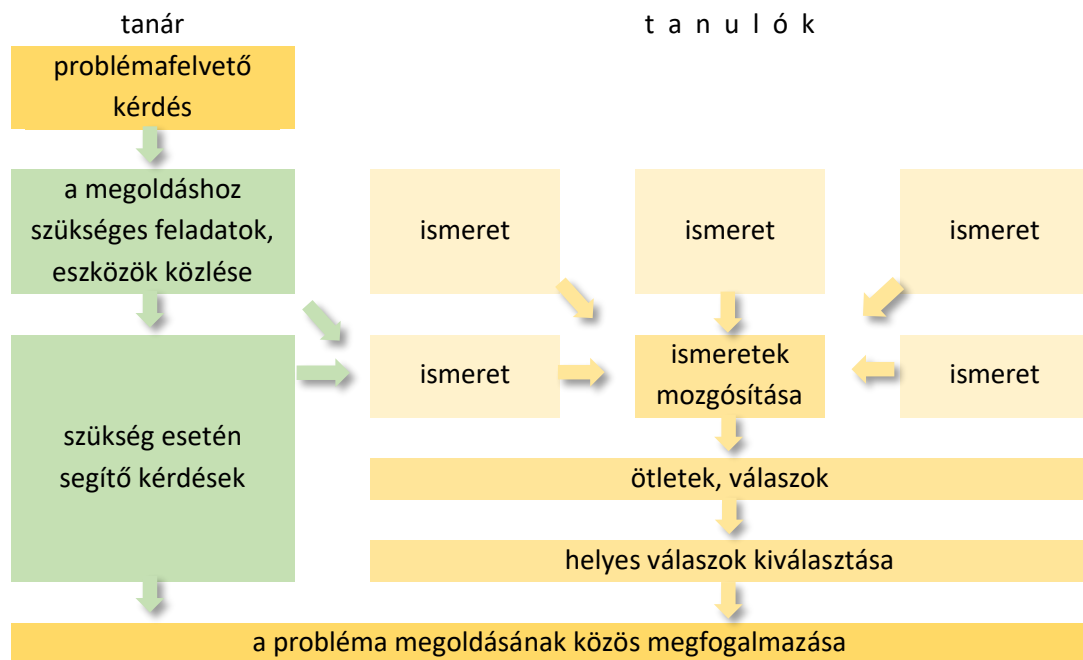 tanár
t a n u l ó k
problémafelvető
kérdés
a megoldáshoz
szükséges feladatok,
eszközök közlése
ismeret
ismeret
ismeret
ismeret
ismeretek
mozgósítása
ismeret
szükség esetén
segítő kérdések
ötletek, válaszok
helyes válaszok kiválasztása
a probléma megoldásának közös megfogalmazása